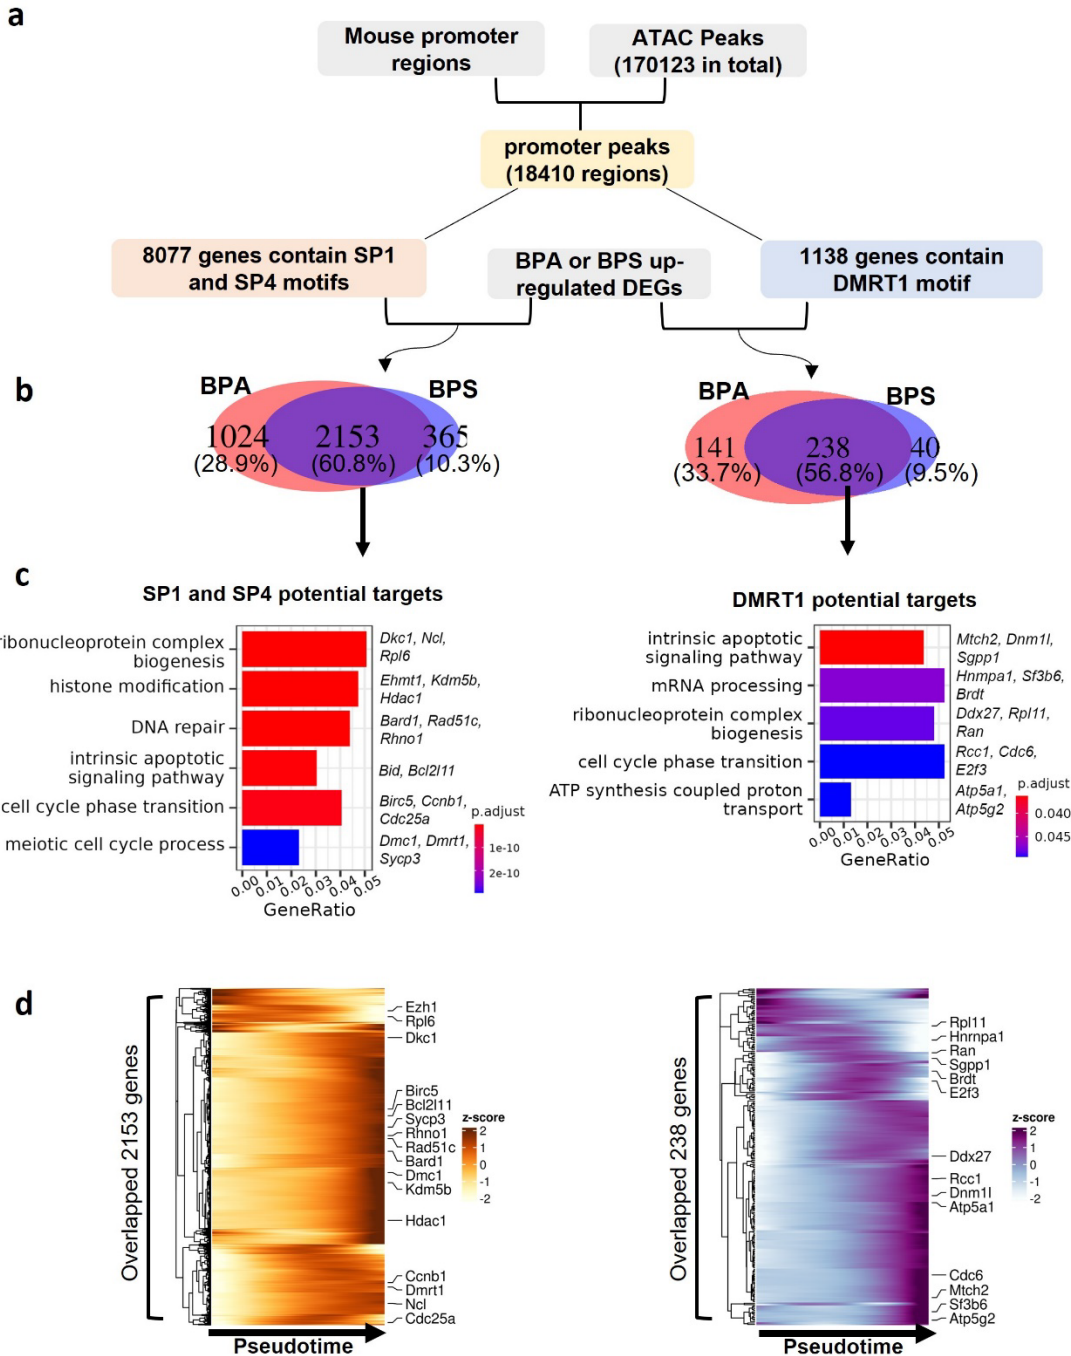 a
Mouse promoter
regions
ATAC Peaks
(170123 in total)
promoter peaks
(18410 regions)
8077 genes contain SP1
and SP4 motifs
BPA or BPS up-
regulated DEGs
1138 genes contain
DMRT1 motif
b
BPA
BPS
1024
(28.9%)
2153
(60.8%)
365
(10.3%)
BPA
BPS
141
(33.7%)
238
(56.8%)
40
(9.5%)
c
SP1 and SP4 potential targets
ribonucleoprotein complex
biogenesis
Dkc1, Ncl,
Rpl6
histone modification
Ehmt1, Kdm5b,
Hdac1
DNA repair
Bard1, Rad51c,
Rhno1
intrinsic apoptotic
signaling pathway
Bid, Bcl2l11
cell cycle phase transition
Birc5, Ccnb1,
Cdc25a
meiotic cell cycle process
Dmc1, Dmrt1,
Sycp3
p.adjust
1e-10
2e-10
0.00 0.01 0.02 0.03 0.04 0.05
GeneRatio
DMRT1 potential targets
intrinsic apoptotic
signaling pathway
Mtch2, Dnm1l,
Sgpp1
mRNA processing
Hnrnpa1, Sf3b6,
Brdt
ribonucleoprotein complex
biogenesis
Ddx27, Rpl11,
Ran
cell cycle phase transition
Rcc1, Cdc6,
E2f3
ATP synthesis coupled proton
transport
Atp5a1,
Atp5g2
p.adjust
0.040
0.045
0.00 0.01 0.02 0.03 0.04 0.05
GeneRatio
d
Overlapped 2153 genes
Ezh1
Rpl6
Dkc1
Birc5
Bcl2l11
Sycp3
Rhno1
Rad51c
Bard1
Dmc1
Kdm5b
Hdac1
Ccnb1
Dmrt1
Ncl
Cdc25a
z-score
2
1
0
-1
-2
Pseudotime
Overlapped 238 genes
Rpl11
Hnrnpa1
Ran
Sgpp1
Brdt
E2f3
Ddx27
Rcc1
Dnm1l
Atp5a1
Cdc6
Mtch2
Sf3b6
Atp5g2
z-score
2
1
0
-1
-2
Pseudotime